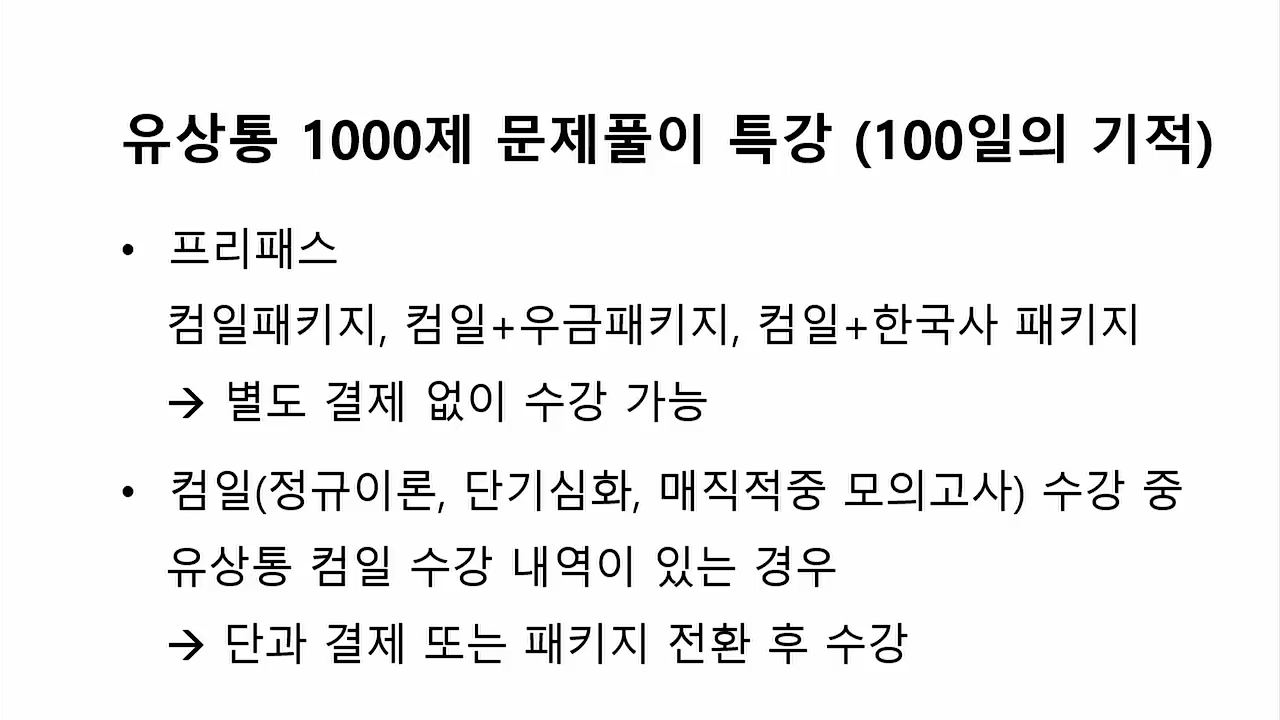 유상통 1000제 문제풀이 특강 (100일의 기적)
• 프리패스
컴일패키지, 컴일+우금패키지, 컴일+한국사 패키지
→ 별도 결제 없이 수강 가능
• 컴일(정규이론, 단기심화, 매직적중 모의고사) 수강 중
유상통 컴일 수강 내역이 있는 경우
→ 단과 결제 또는 패키지 전환 후 수강